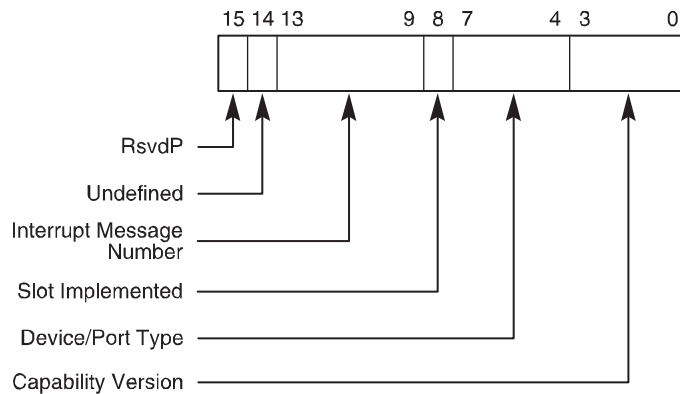 15 14 13 9 8 7 4 3 0
RsvdP
Undefined
Interrupt Message
Number
Slot Implemented
Device/Port Type
Capability Version